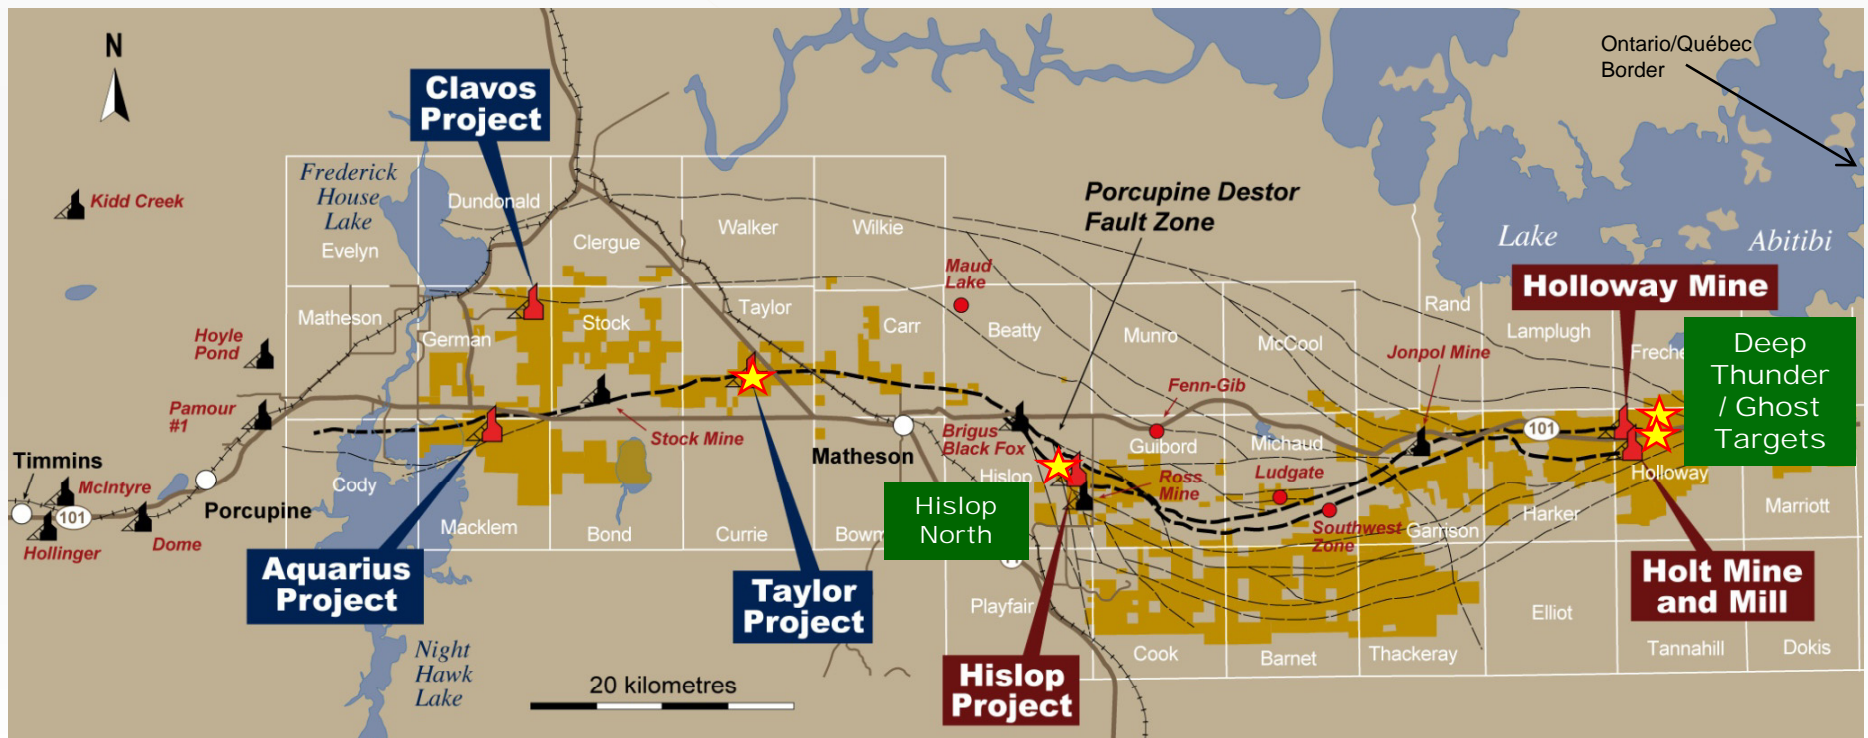 N
Ontario/Québec
Border
Clavos
Project
Kidd Creek
Frederick
House
Lake
Dundonald
Evelyn
Clergue
Walker
Wilkie
Porcupine Destor
Fault Zone
Lake Abitibi
Maud
Lake
Holloway Mine
Matheson
Hoyle
Pond
German
Stock
Taylor
Carr
Beatty
Munro
McCool
Rand
Lamplugh
Jonpol Mine
Deep
Thunder
/ Ghost
Targets
Pamour
#1
Stock Mine
Matheson
Brigus
Black Fox
Fenn-Gib
Guibord
Michaud
101
Holloway
Timmins
McIntyre
101
Hollinger
Dome
Porcupine
Cody
Macklem
Bond
Currie
Hislop
Hislop
North
Ross
Mine
Ludgate
Southwest
Zone
Garrison
Harker
Marriott
Aquarius
Project
Taylor
Project
Holt Mine
and Mill
Playfair
Elliot
Night
Hawk
Lake
Hislop
Project
Cook
Barnet
Thackeray
Tannahill
Dokis
20 kilometres